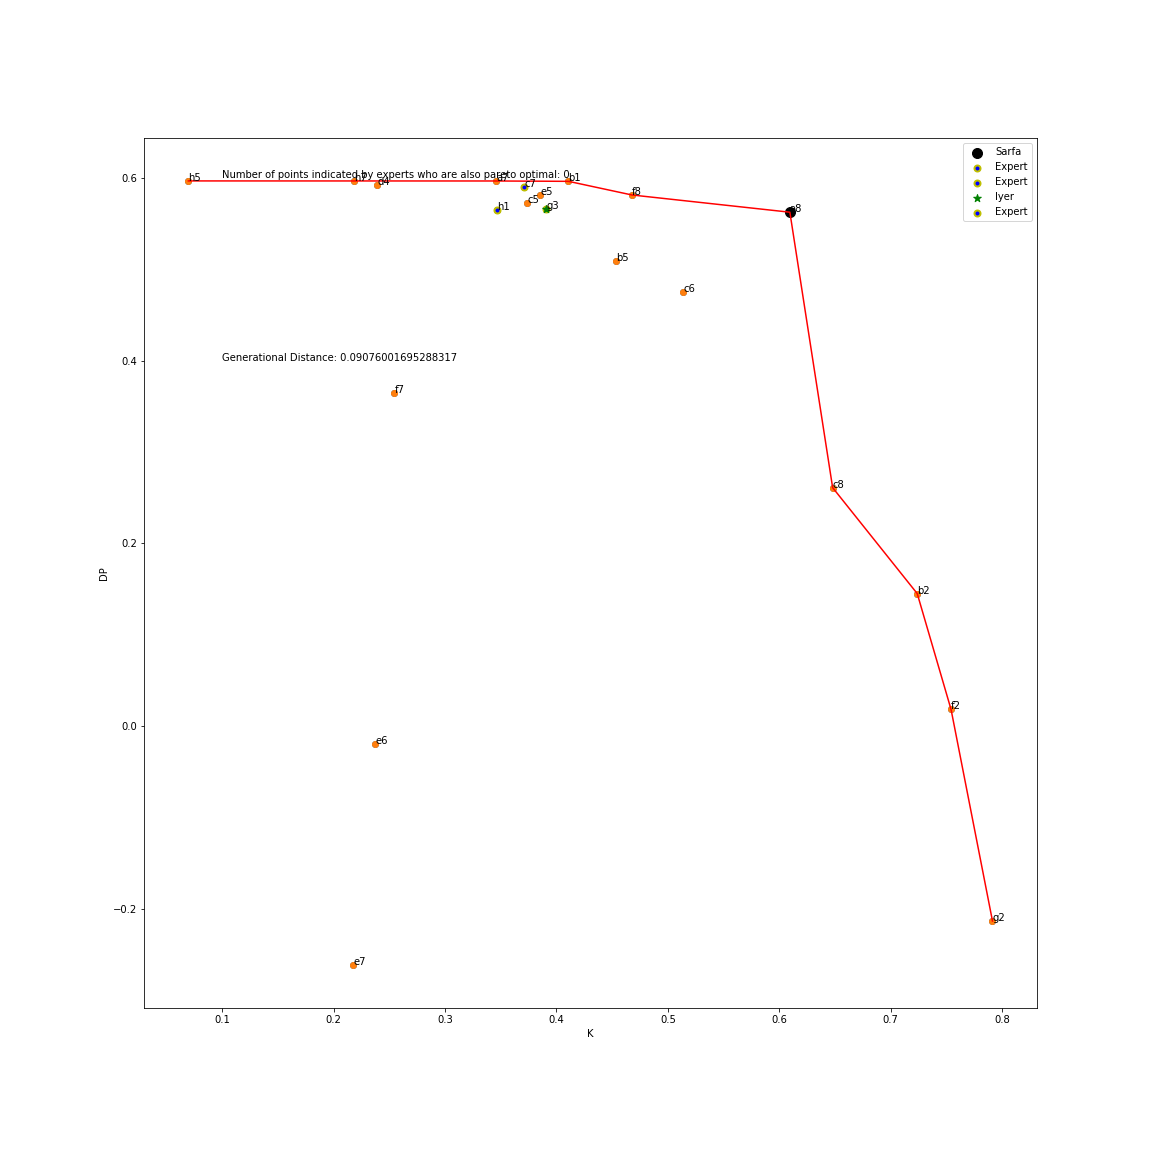 Sarfa
Expert
Expert
Iyer
Expert
Number of points indicated by experts who are also pareto optimal: 0
h5
d4
b1
f8
c7
e5
c5
h1
g3
b5
c6
Generational Distance: 0.09076001695288317
f7
c8
b2
f2
e6
g2
e7
DP
0.6
0.4
0.2
0.0
−0.2
0.1
0.2
0.3
0.4
0.5
0.6
0.7
0.8
K